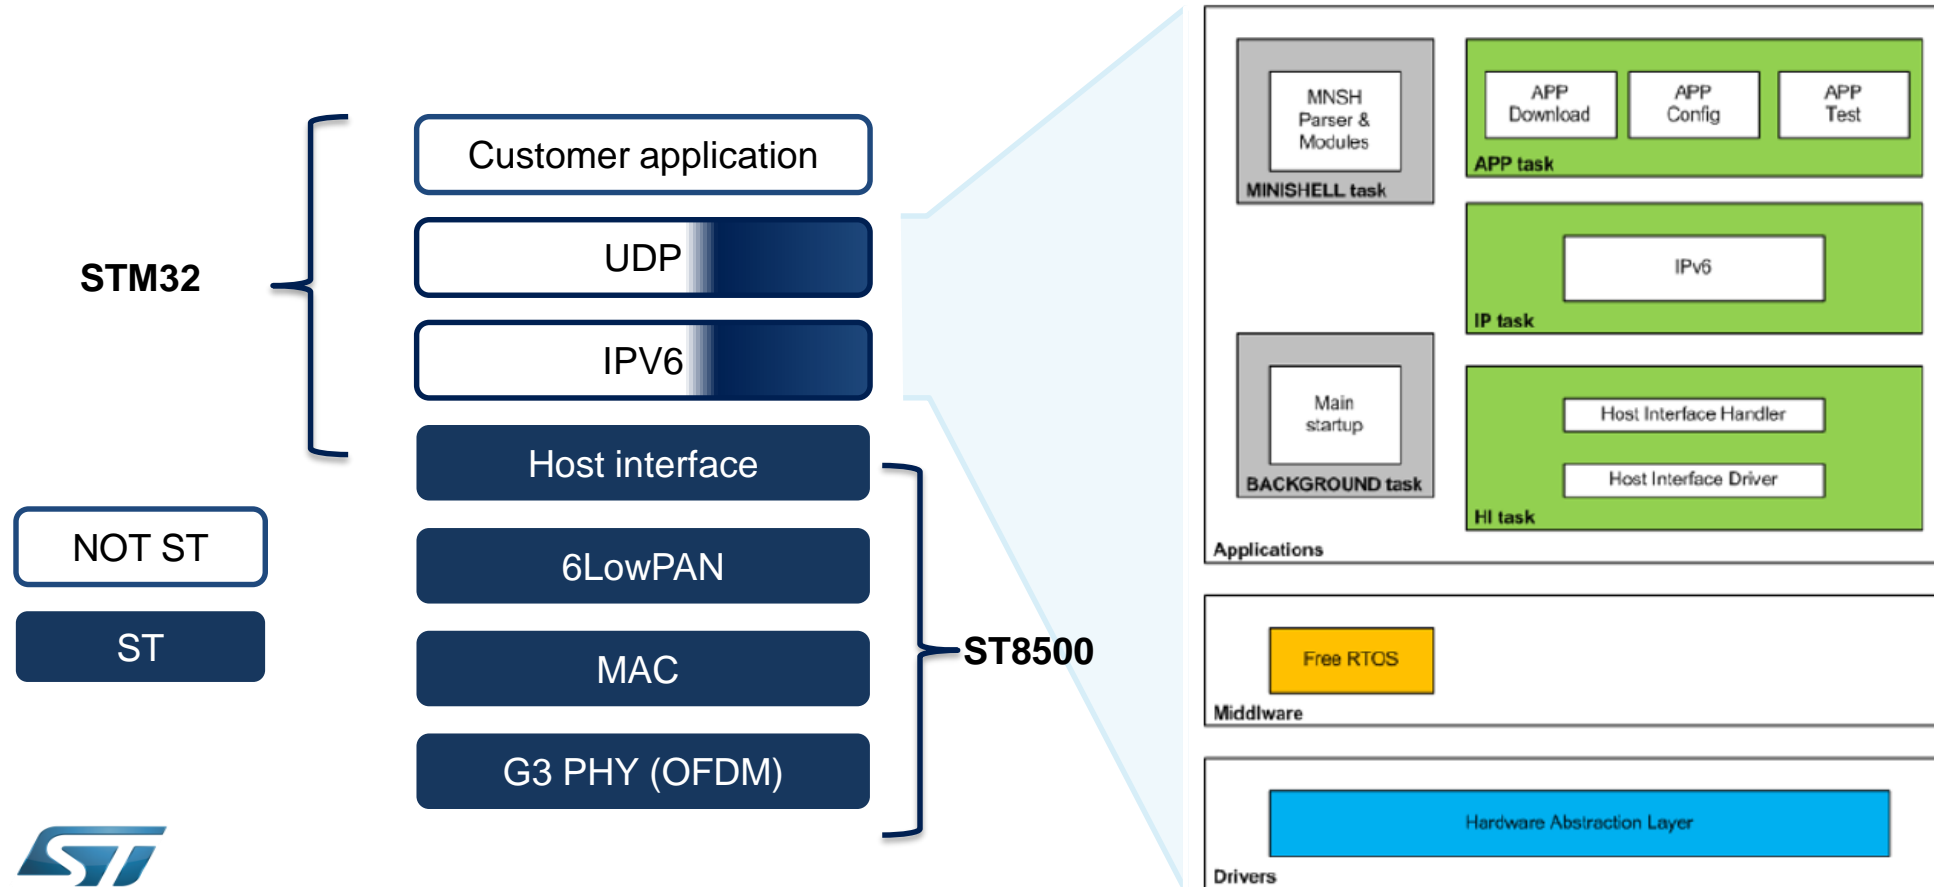 STM32
Customer application
UDP
IPV6
Host interface
6LowPAN
MAC
G3 PHY (OFDM)
NOT ST
ST
ST8500
ST
MNSH
Parser &
Modules
MINISHELL task
APP
Download
APP
Config
APP
Test
APP task
IPv6
IP task
Main
startup
BACKGROUND task
Host Interface Handler
Host Interface Driver
HI task
Applications
Free RTOS
Middlware
Hardware Abstraction Layer
Drivers